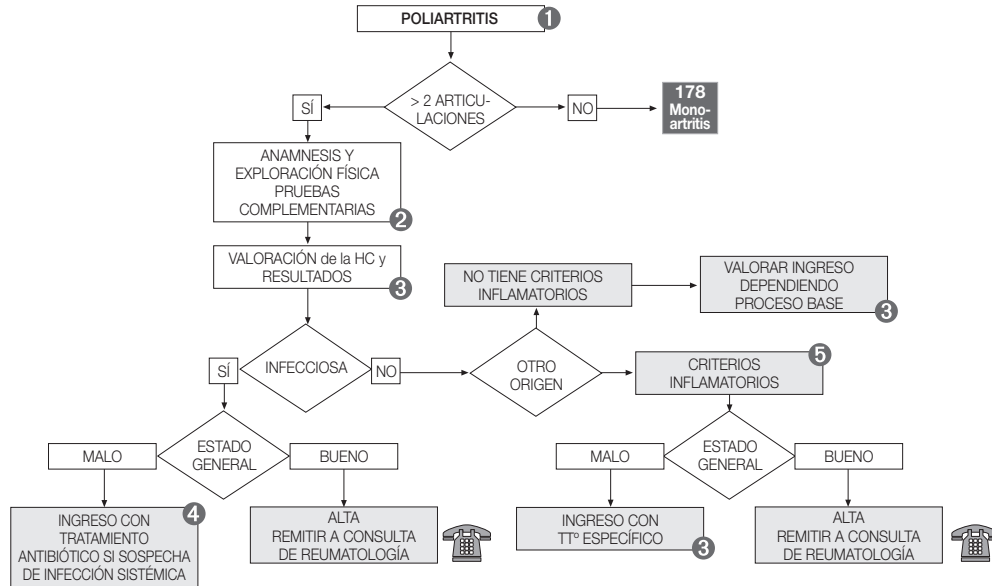 POLIARTRITIS 1
> 2 ARTICU-
LACIONES
SÍ
NO
178
Mono-
artritis
ANAMNESIS Y
EXPLORACIÓN FÍSICA
PRUEBAS
COMPLEMENTARIAS 2
VALORACIÓN de la HC y
RESULTADOS 3
NO TIENE CRITERIOS
INFLAMATORIOS
VALORAR INGRESO
DEPENDIENDO
PROCESO BASE 3
SÍ
INFECCIOSA
NO
OTRO
ORIGEN
CRITERIOS
INFLAMATORIOS 5
MALO
ESTADO
GENERAL
BUENO
MALO
ESTADO
GENERAL
BUENO
INGRESO CON 4
TRATAMIENTO
ANTIBIÓTICO SI SOSPECHA
DE INFECCIÓN SISTÉMICA
ALTA
REMITIR A CONSULTA
DE REUMATOLOGÍA
INGRESO CON
TTº ESPECÍFICO 3
ALTA
REMITIR A CONSULTA
DE REUMATOLOGÍA